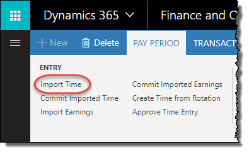 Dynamics 365 Finance and C
+ New Delete PAY PERIOD TRANSACT
ENTRY
Import Time Commit Imported Earnings
Commit Imported Time Create Time from Rotation
Import Earnings Approve Time Entry